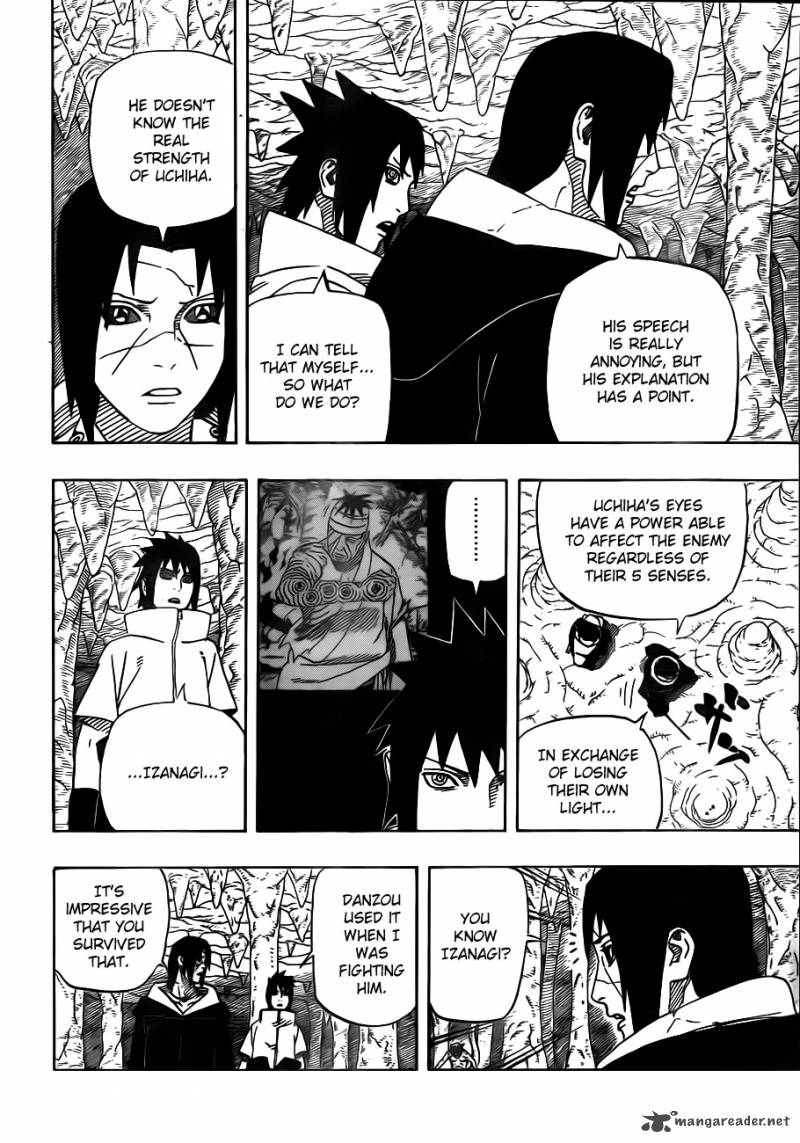 HIS SPEECH
IS REALLY
ANNOYING, BUT
HIS EXPLANATION
HAS A POINT.
I CAN TELL
THAT MYSELF...
SO WHAT
DO WE DO?
HE DOESN'T
KNOW THE
REAL
STRENGTH
OF UCHIHA.
UCHIHA'S EYES
HAVE A POWER ABLE
TO AFFECT THE ENEMY
REGARDLESS OF
THEIR 5 SENSES.
IN EXCHANGE
OF LOSING
THEIR OWN
LIGHT...
.........
...IZANAGI...?
YOU
KNOW
IZANAGI?
DANZOU
USED IT
WHEN I
WAS
FIGHTING
HIM.
IT'S
IMPRESSIVE
THAT YOU
SURVIVED
THAT.
mangareader.net